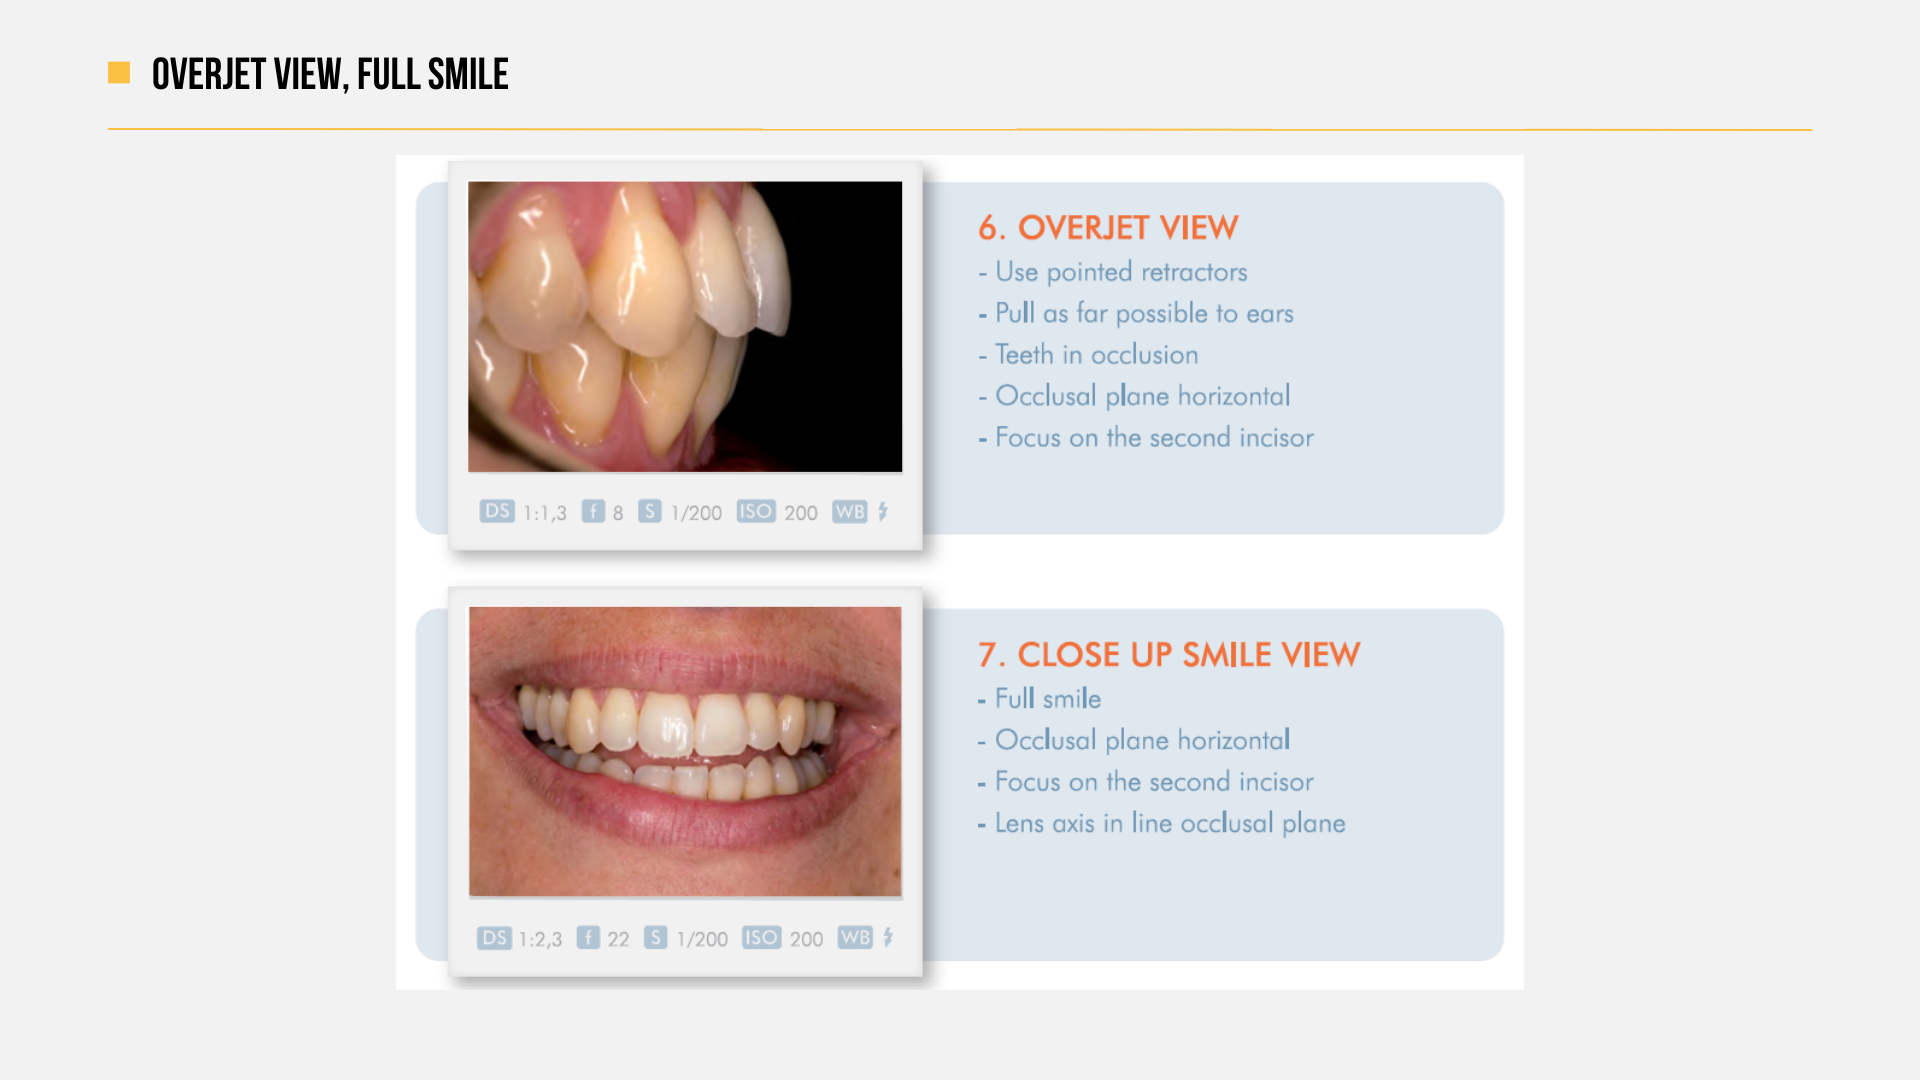 OVERJET VIEW, FULL SMILE
6. OVERJET VIEW
- Use pointed retractors
- Pull as far possible to ears
- Teeth in occlusion
- Occlusal plane horizontal
- Focus on the second incisor
DS 1:1,3 f 8 S 1/200 ISO 200 WB
7. CLOSE UP SMILE VIEW
- Full smile
- Occlusal plane horizontal
- Focus on the second incisor
- Lens axis in line occlusal plane
DS 1:2,3 f 22 S 1/200 ISO 200 WB